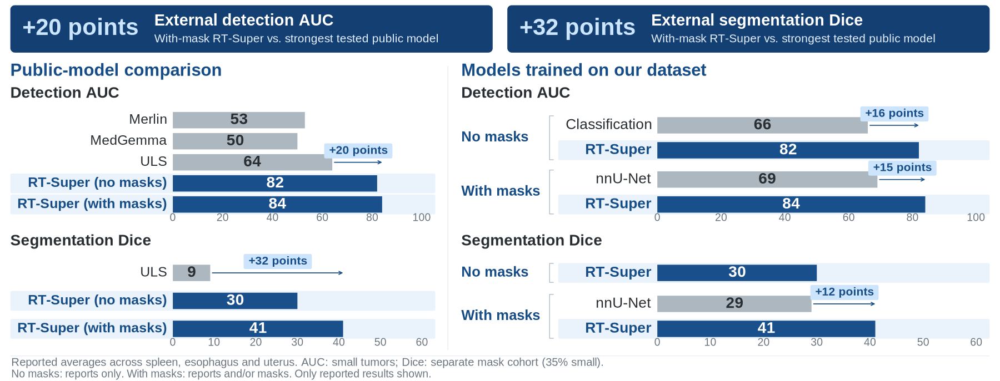 +20 points
External detection AUC
With-mask RT-Super vs. strongest tested public model
+32 points
External segmentation Dice
With-mask RT-Super vs. strongest tested public model
Public-model comparison
Detection AUC
Merlin 53
MedGemma 50
+20 points
ULS 64
RT-Super (no masks) 82
RT-Super (with masks) 84
0 20 40 60 80 100
Segmentation Dice
+32 points
ULS 9
RT-Super (no masks) 30
RT-Super (with masks) 41
0 10 20 30 40 50 60
Models trained on our dataset
Detection AUC
+16 points
No masks
Classification 66
RT-Super 82
+15 points
With masks
nnU-Net 69
RT-Super 84
0 20 40 60 80 100
Segmentation Dice
No masks
RT-Super 30
+12 points
With masks
nnU-Net 29
RT-Super 41
0 10 20 30 40 50 60
Reported averages across spleen, esophagus and uterus. AUC: small tumors; Dice: separate mask cohort (35% small).
No masks: reports only. With masks: reports and/or masks. Only reported results shown.